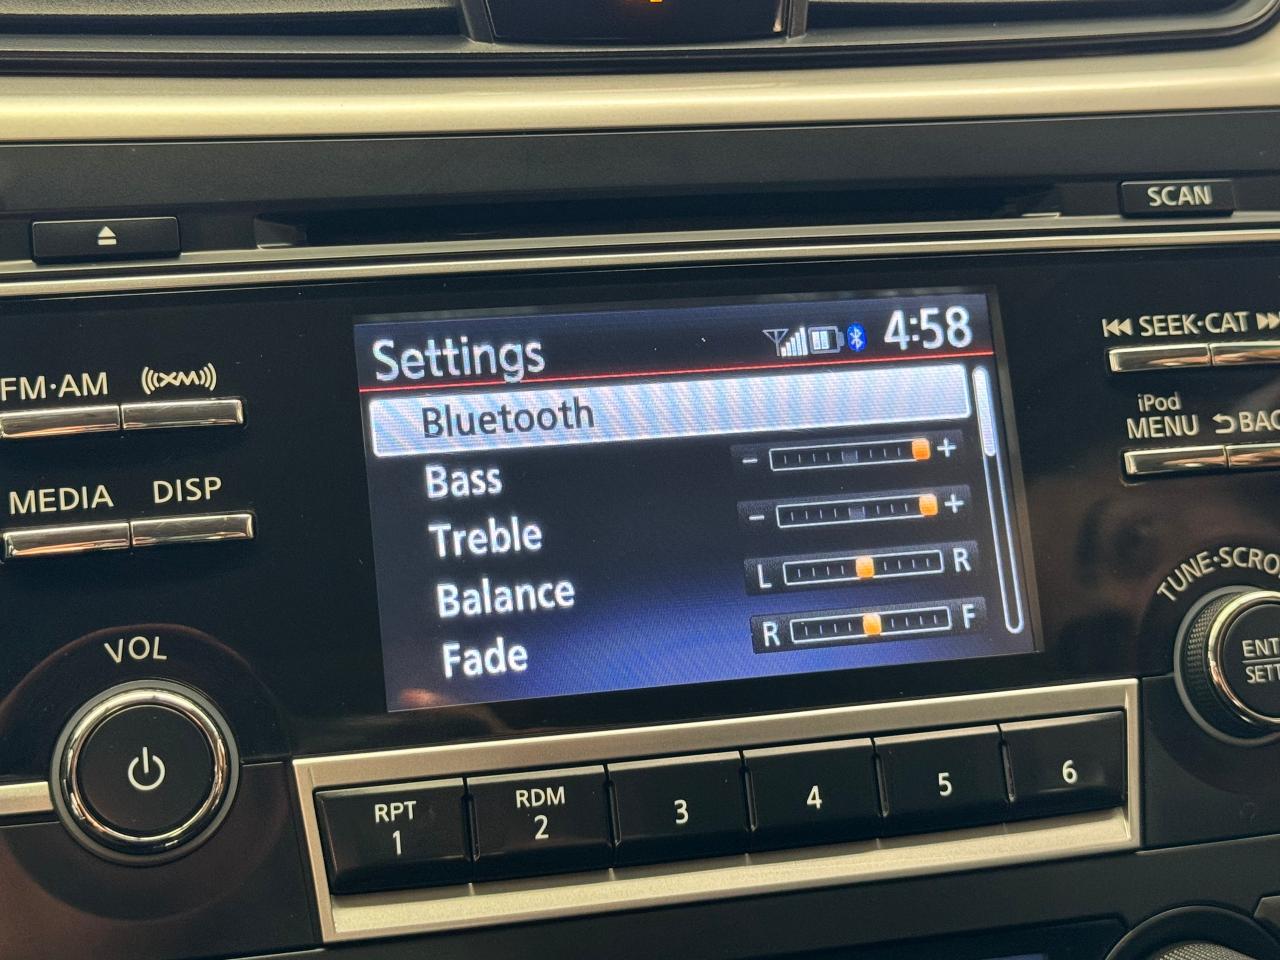 SCAN
FM·AM
XM
SEEK·CAT
iPod
MENU
MEDIA
DISP
Settings
4:58
Bluetooth
Bass
- +
Treble
- +
Balance
L R
Fade
R F
VOL
RPT
1
RDM
2
3
4
5
6